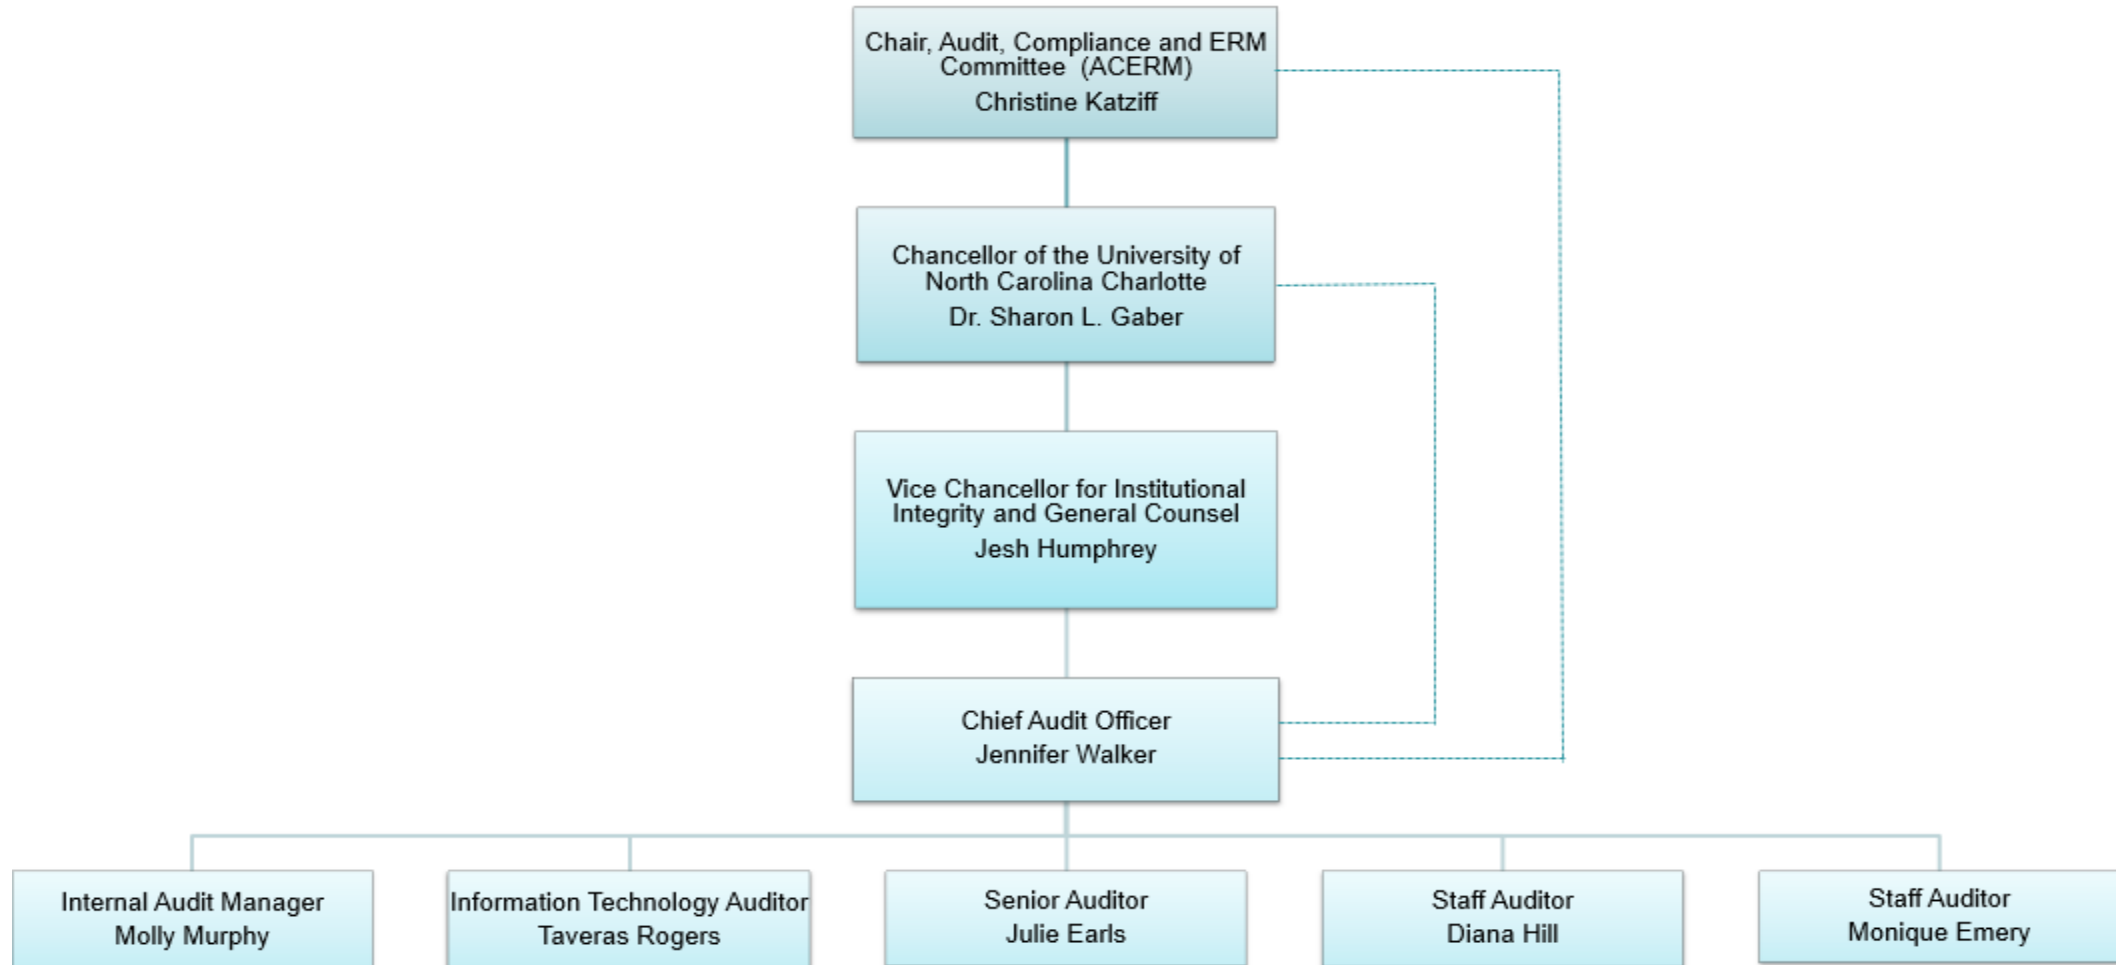 Chair, Audit, Compliance and ERM
Committee (ACERM)
Christine Katziff
Chancellor of the University of
North Carolina Charlotte
Dr. Sharon L. Gaber
Vice Chancellor for Institutional
Integrity and General Counsel
Jesh Humphrey
Chief Audit Officer
Jennifer Walker
Internal Audit Manager
Molly Murphy
Information Technology Auditor
Taveras Rogers
Senior Auditor
Julie Earls
Staff Auditor
Diana Hill
Staff Auditor
Monique Emery